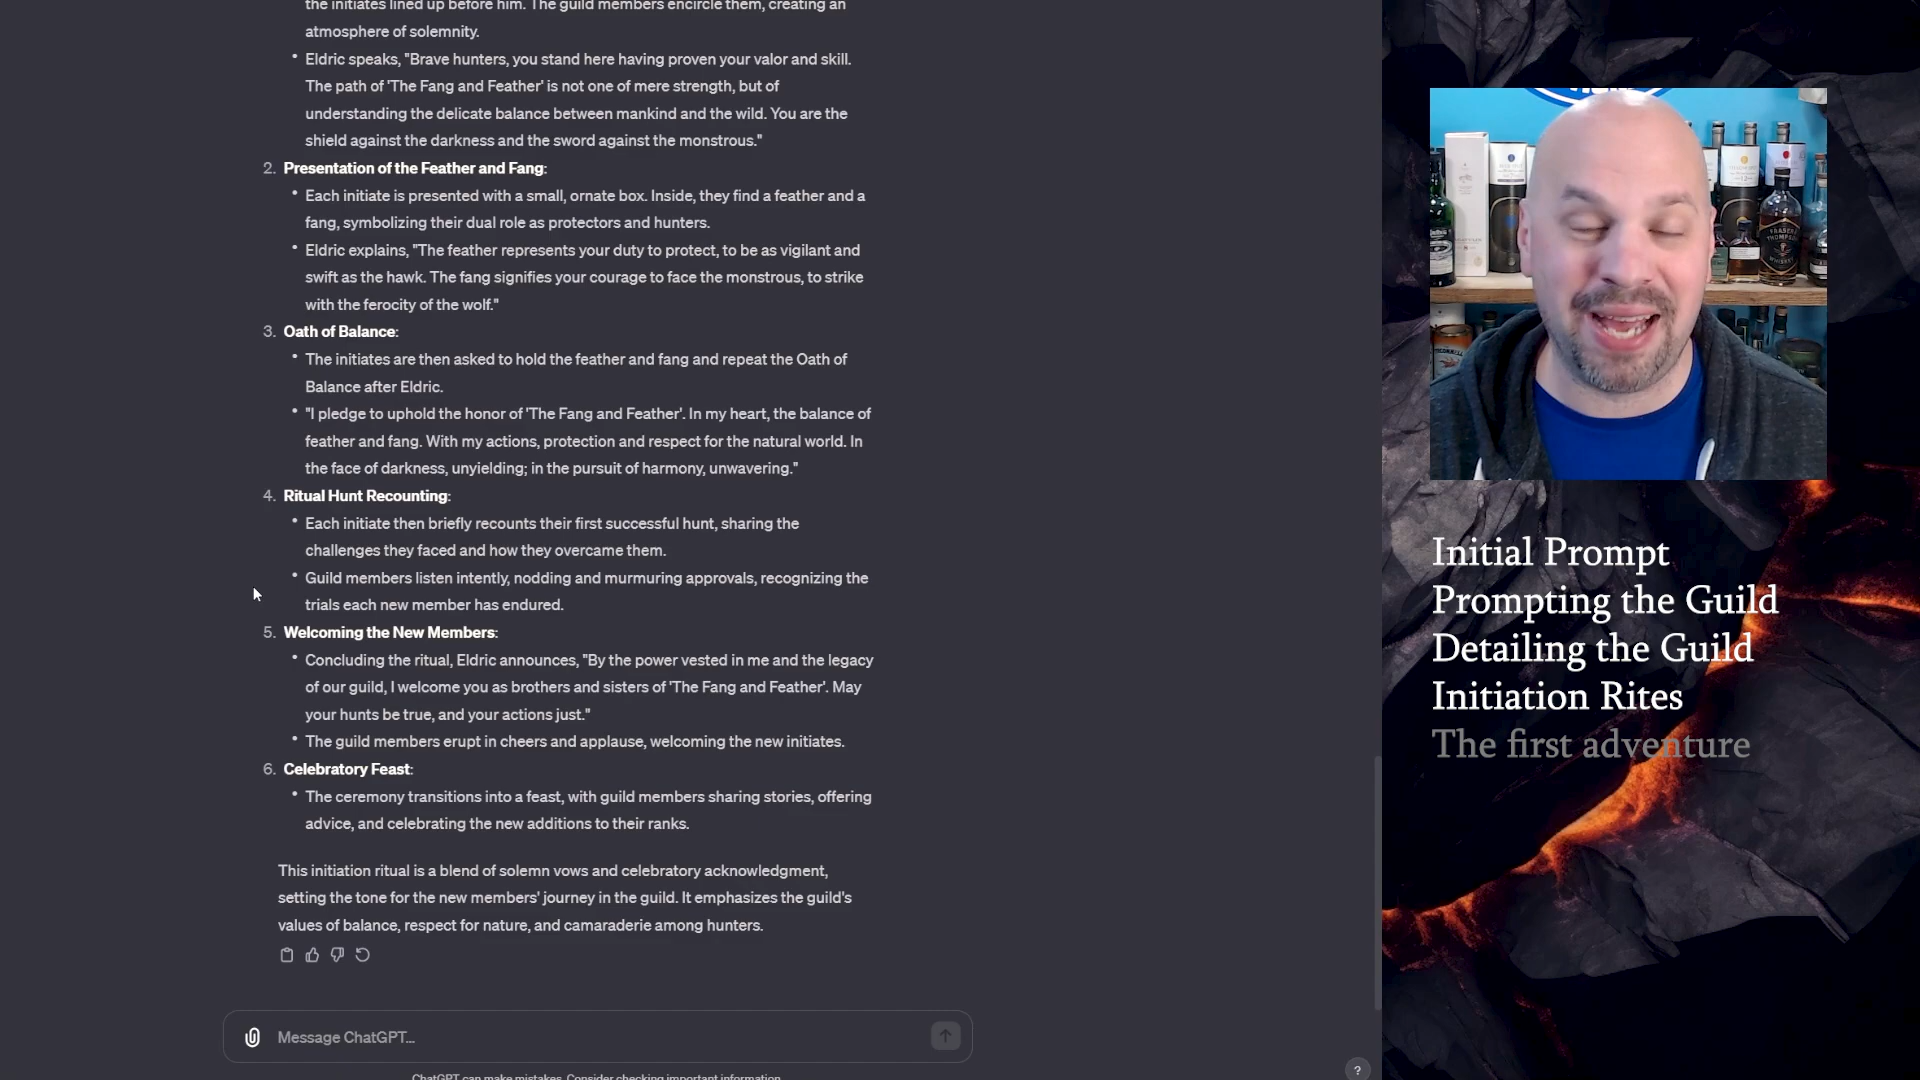 the initiates lined up before him. The guild members encircle them, creating an
atmosphere of solemnity.
• Eldric speaks, "Brave hunters, you stand here having proven your valor and skill.
The path of 'The Fang and Feather' is not one of mere strength, but of
understanding the delicate balance between mankind and the wild. You are the
shield against the darkness and the sword against the monstrous."
2. Presentation of the Feather and Fang:
• Each initiate is presented with a small, ornate box. Inside, they find a feather and a
fang, symbolizing their dual role as protectors and hunters.
• Eldric explains, "The feather represents your duty to protect, to be as vigilant and
swift as the hawk. The fang signifies your courage to face the monstrous, to strike
with the ferocity of the wolf."
3. Oath of Balance:
• The initiates are then asked to hold the feather and fang and repeat the Oath of
Balance after Eldric.
• "I pledge to uphold the honor of 'The Fang and Feather'. In my heart, the balance of
feather and fang. With my actions, protection and respect for the natural world. In
the face of darkness, unyielding; in the pursuit of harmony, unwavering."
4. Ritual Hunt Recounting:
• Each initiate then briefly recounts their first successful hunt, sharing the
challenges they faced and how they overcame them.
• Guild members listen intently, nodding and murmuring approvals, recognizing the
trials each new member has endured.
5. Welcoming the New Members:
• Concluding the ritual, Eldric announces, "By the power vested in me and the legacy
of our guild, I welcome you as brothers and sisters of 'The Fang and Feather'. May
your hunts be true, and your actions just."
• The guild members erupt in cheers and applause, welcoming the new initiates.
6. Celebratory Feast:
• The ceremony transitions into a feast, with guild members sharing stories, offering
advice, and celebrating the new additions to their ranks.
This initiation ritual is a blend of solemn vows and celebratory acknowledgment,
setting the tone for the new members' journey in the guild. It emphasizes the guild's
values of balance, respect for nature, and camaraderie among hunters.
Message ChatGPT...
ChatGPT can make mistakes. Consider checking important information.
?
Initial Prompt
Prompting the Guild
Detailing the Guild
Initiation Rites
The first adventure